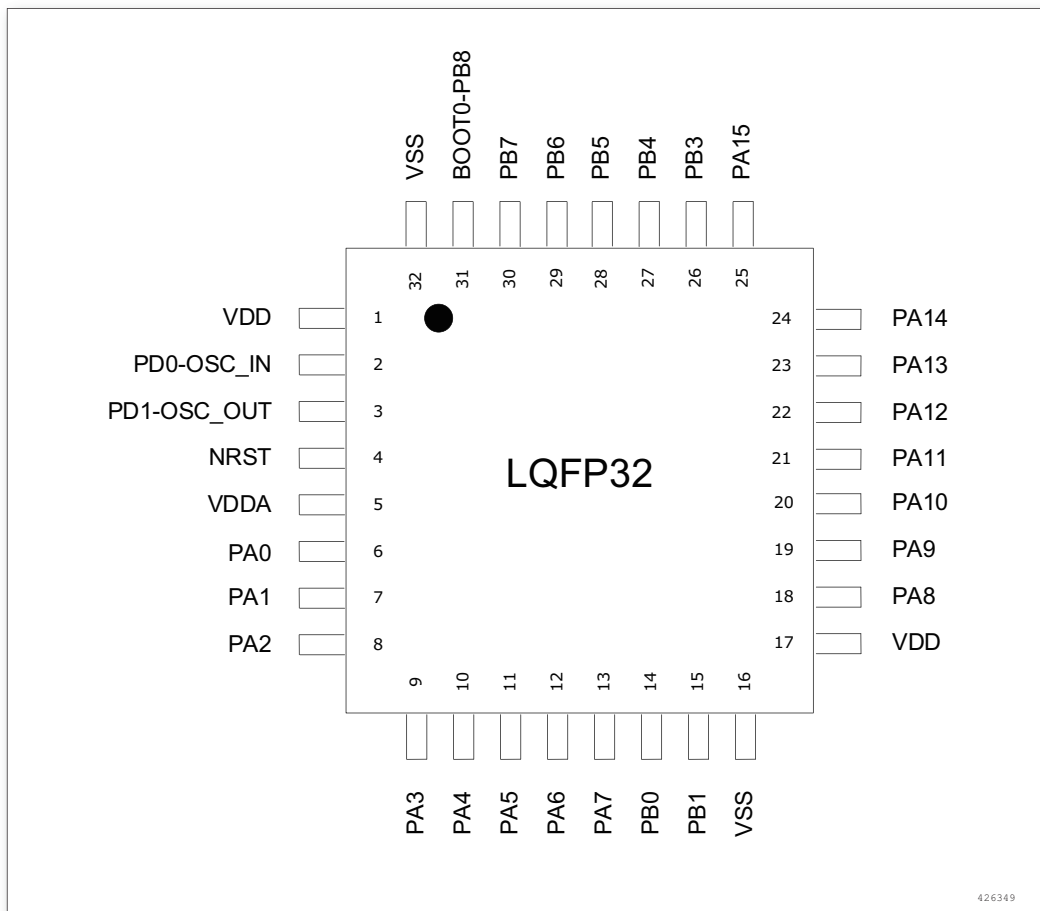 VSS
BOOT0-PB8
PB7
PB6
PB5
PB4
PB3
PA15
32
31
30
29
28
27
26
25
VDD 1
PD0-OSC_IN 2
PD1-OSC_OUT 3
NRST 4
VDDA 5
PA0 6
PA1 7
PA2 8
LQFP32
24 PA14
23 PA13
22 PA12
21 PA11
20 PA10
19 PA9
18 PA8
17 VDD
9
10
11
12
13
14
15
16
PA3
PA4
PA5
PA6
PA7
PB0
PB1
VSS
426349